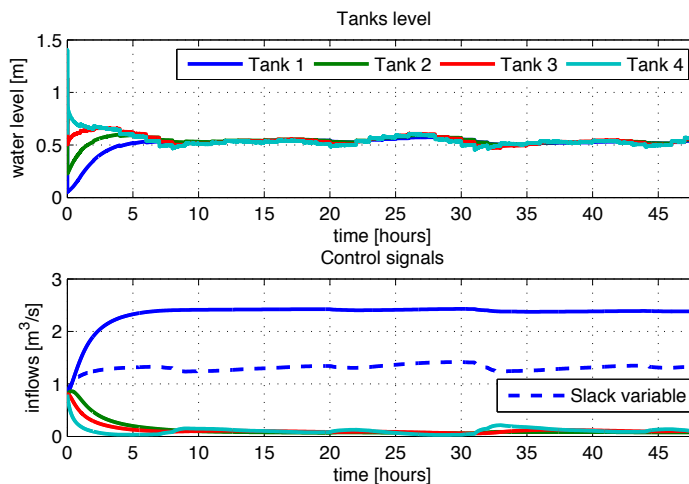 Tanks level
1.5
1
0.5
0
water level [m]
Tank 1 Tank 2 Tank 3 Tank 4
0 5 10 15 20 25 30 35 40 45
time [hours]
Control signals
3
2
1
0
inflows [m³/s]
Slack variable
0 5 10 15 20 25 30 35 40 45
time [hours]